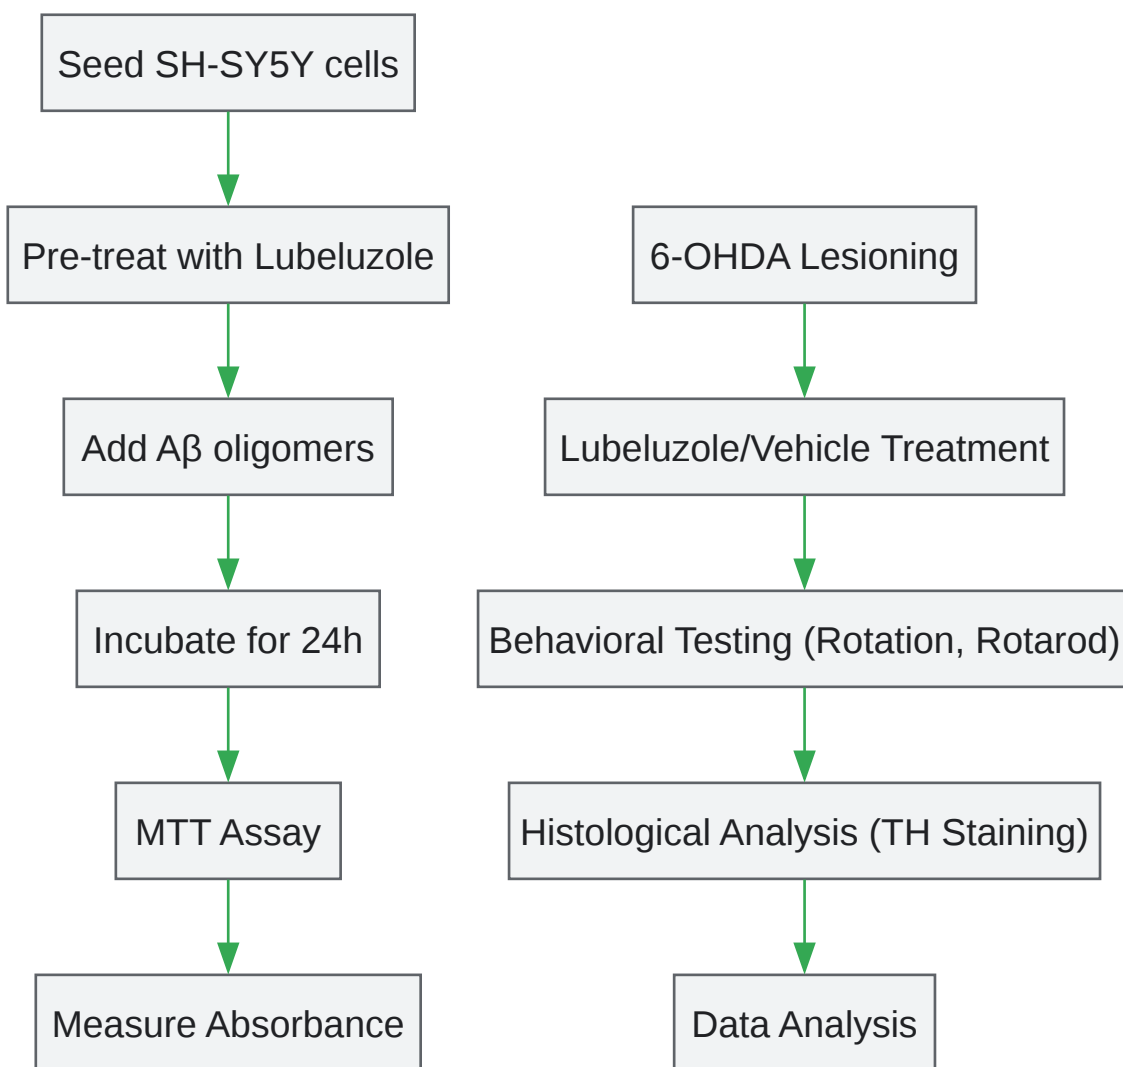 Seed SH-SY5Y cells
Pre-treat with Lubeluzole
Add Aβ oligomers
Incubate for 24h
MTT Assay
Measure Absorbance
6-OHDA Lesioning
Lubeluzole/Vehicle Treatment
Behavioral Testing (Rotation, Rotarod)
Histological Analysis (TH Staining)
Data Analysis